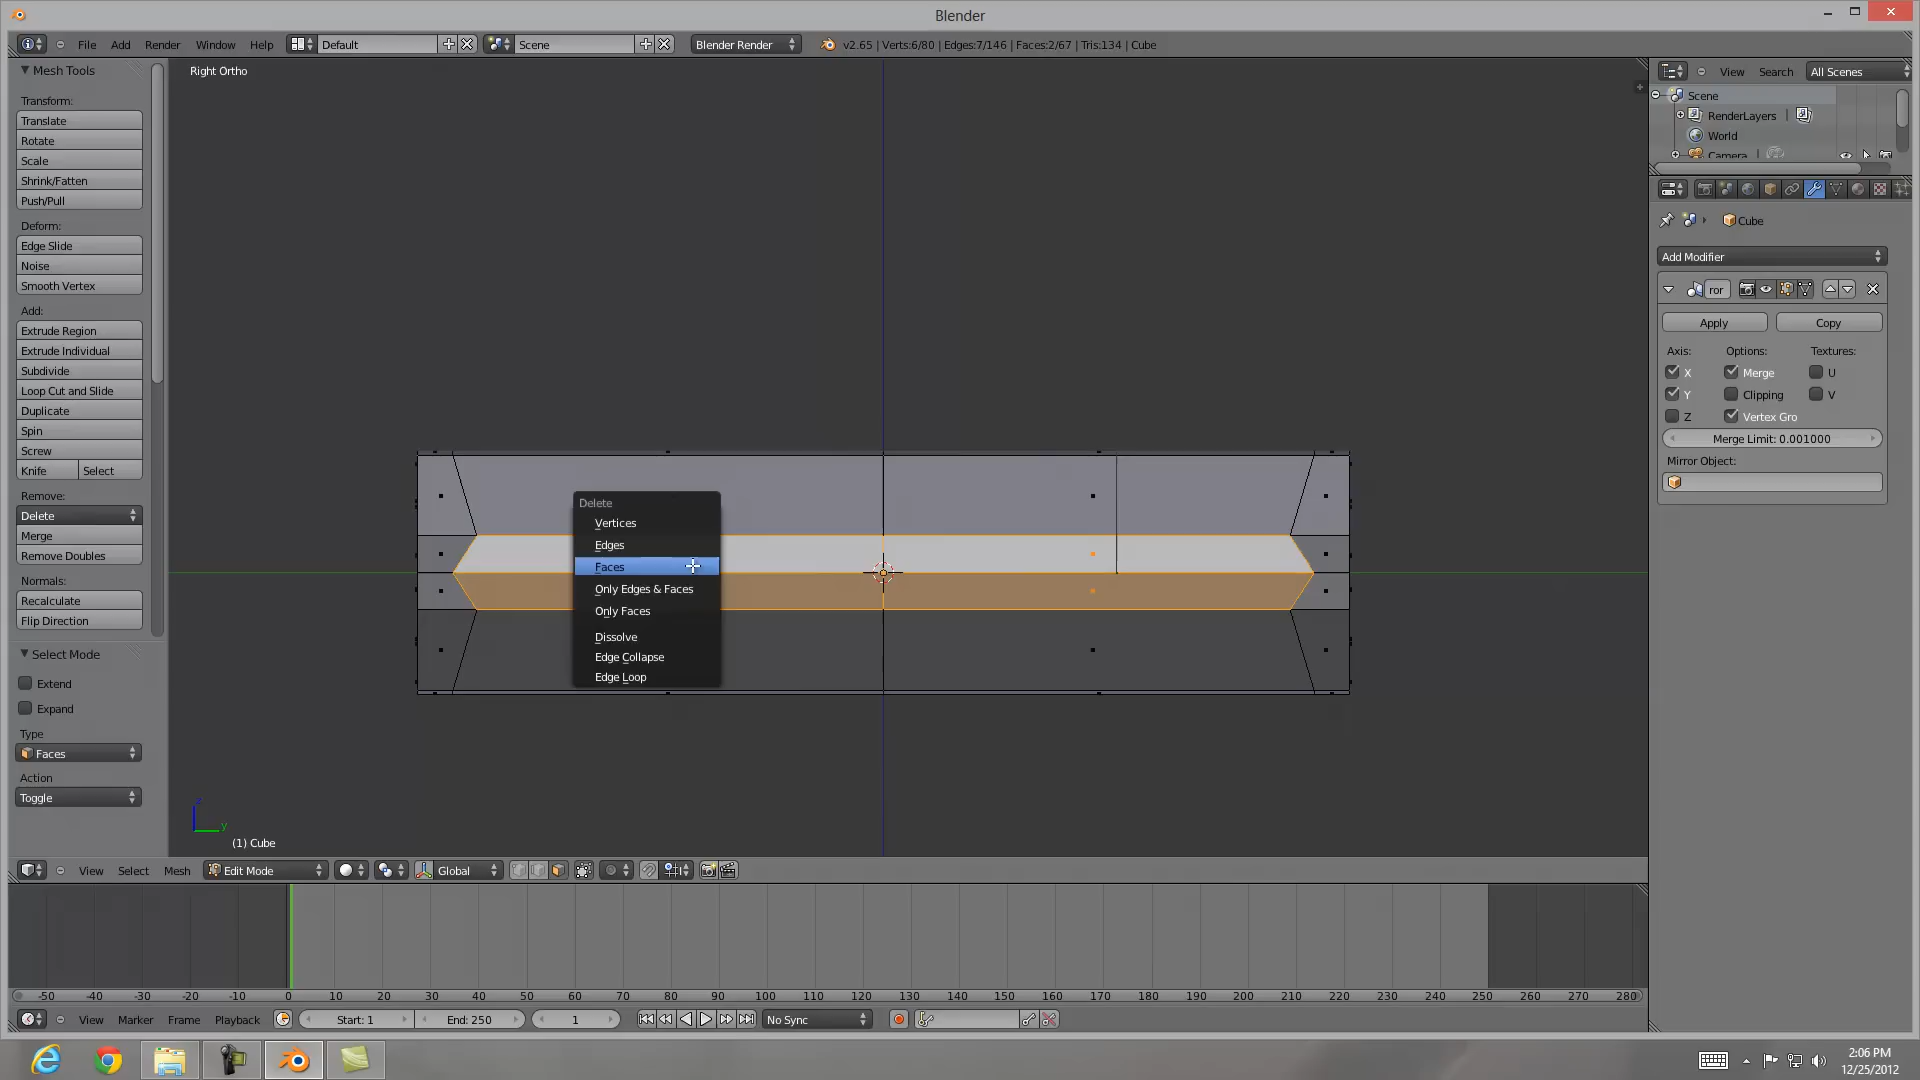 Blender
File Add Render Window Help Default Scene Blender Render v2.65 | Verts:6/80 | Edges:7/146 | Faces:2/67 | Tris:134 | Cube
Mesh Tools
Transform:
Translate
Rotate
Scale
Shrink/Fatten
Push/Pull
Deform:
Edge Slide
Noise
Smooth Vertex
Add:
Extrude Region
Extrude Individual
Subdivide
Loop Cut and Slide
Duplicate
Spin
Screw
Knife Select
Remove:
Delete
Merge
Remove Doubles
Normals:
Recalculate
Flip Direction
Select Mode
Extend
Expand
Type
Faces
Action
Toggle
Right Ortho
Delete
Vertices
Edges
Faces
Only Edges & Faces
Only Faces
Dissolve
Edge Collapse
Edge Loop
z
y
(1) Cube
View Search All Scenes
Scene
RenderLayers |
World
Camera |
Cube
Add Modifier
ror
Apply Copy
Axis: Options: Textures:
X Merge U
Y Clipping V
Z Vertex Gro
Merge Limit: 0.001000
Mirror Object:
View Select Mesh Edit Mode Global
-50 -40 -30 -20 -10 0 10 20 30 40 50 60 70 80 90 100 110 120 130 140 150 160 170 180 190 200 210 220 230 240 250 260 270 280
View Marker Frame Playback Start: 1 End: 250 1 No Sync
2:06 PM
12/25/2012